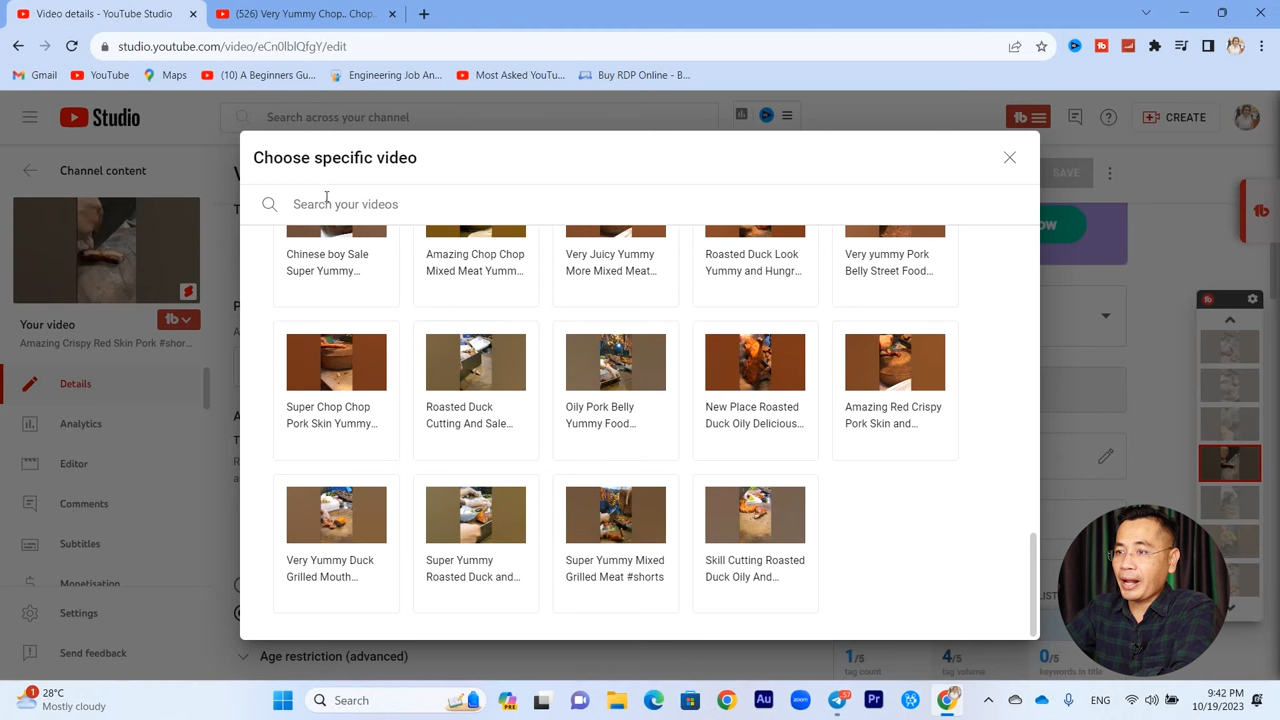 Video details - YouTube Studio
(526) Very Yummy Chop.. Chop..
studio.youtube.com/video/eCn0lblQfgY/edit
Gmail
YouTube
Maps
(10) A Beginners Gu...
Engineering Job An...
Most Asked YouTu...
Buy RDP Online - B...
Studio
Search across your channel
CREATE
Channel content
SAVE
Choose specific video
Search your videos
Chinese boy Sale
Super Yummy...
Amazing Chop Chop
Mixed Meat Yumm...
Very Juicy Yummy
More Mixed Meat...
Roasted Duck Look
Yummy and Hungr...
Very yummy Pork
Belly Street Food...
Your video
Amazing Crispy Red Skin Pork #shor...
Details
Analytics
Editor
Comments
Subtitles
Monetisation
Settings
Send feedback
Super Chop Chop
Pork Skin Yummy...
Roasted Duck
Cutting And Sale...
Oily Pork Belly
Yummy Food...
New Place Roasted
Duck Oily Delicious...
Amazing Red Crispy
Pork Skin and...
Very Yummy Duck
Grilled Mouth...
Super Yummy
Roasted Duck and...
Super Yummy Mixed
Grilled Meat #shorts
Skill Cutting Roasted
Duck Oily And...
Age restriction (advanced)
1/5
tag count
4/5
tag volume
0/5
keywords in title
28°C
Mostly cloudy
Search
PRE
Au
zoom
57
Pr
ENG
9:42 PM
10/19/2023